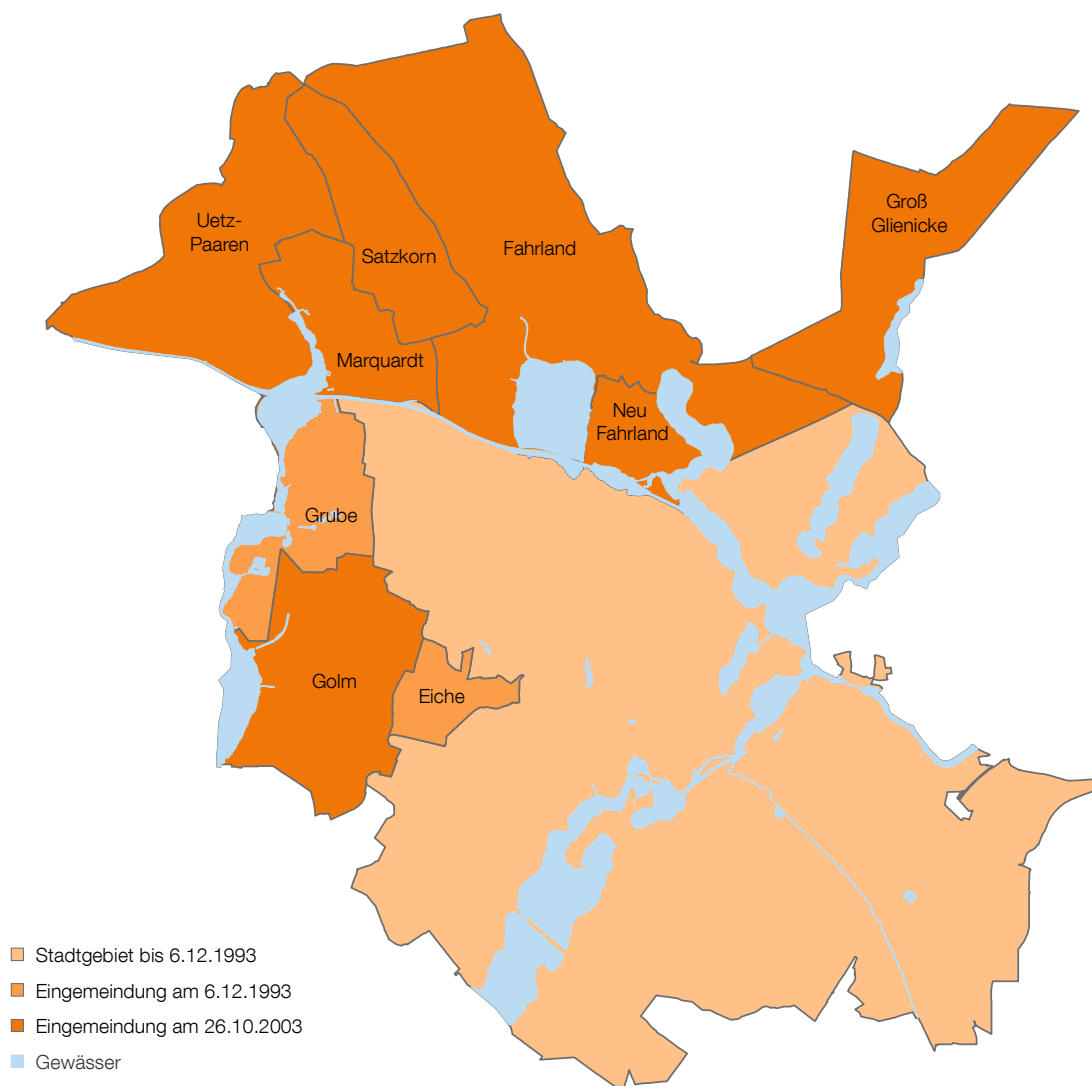 Groß
Glienicke
Uetz-
Paaren
Satzkorn
Fahrland
Marquardt
Neu
Fahrland
Grube
Golm
Eiche
Stadtgebiet bis 6.12.1993
Eingemeindung am 6.12.1993
Eingemeindung am 26.10.2003
Gewässer